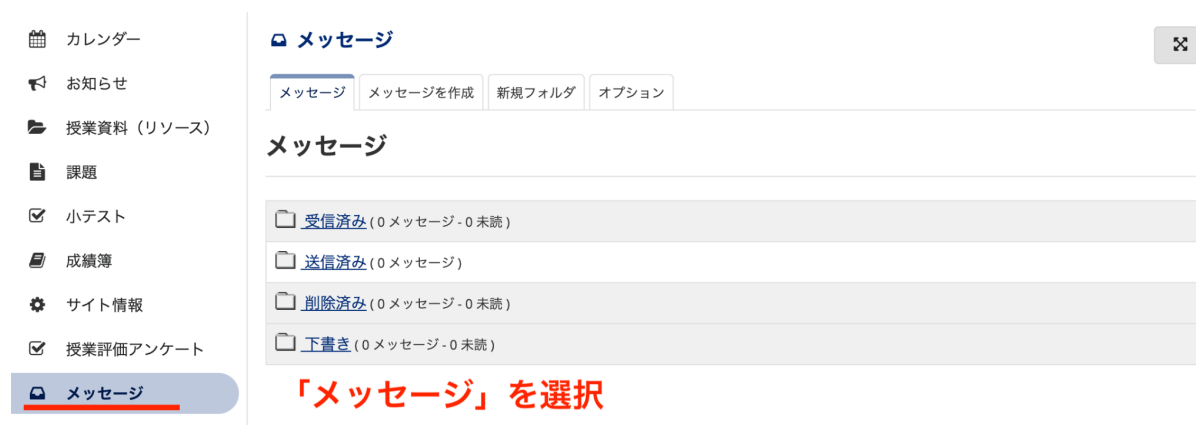 カレンダー
お知らせ
授業資料（リソース）
課題
小テスト
成績簿
サイト情報
授業評価アンケート
メッセージ
メッセージ
メッセージ メッセージを作成 新規フォルダ オプション
メッセージ
受信済み ( 0 メッセージ - 0 未読 )
送信済み ( 0 メッセージ )
削除済み ( 0 メッセージ - 0 未読 )
下書き ( 0 メッセージ - 0 未読 )
「メッセージ」を選択